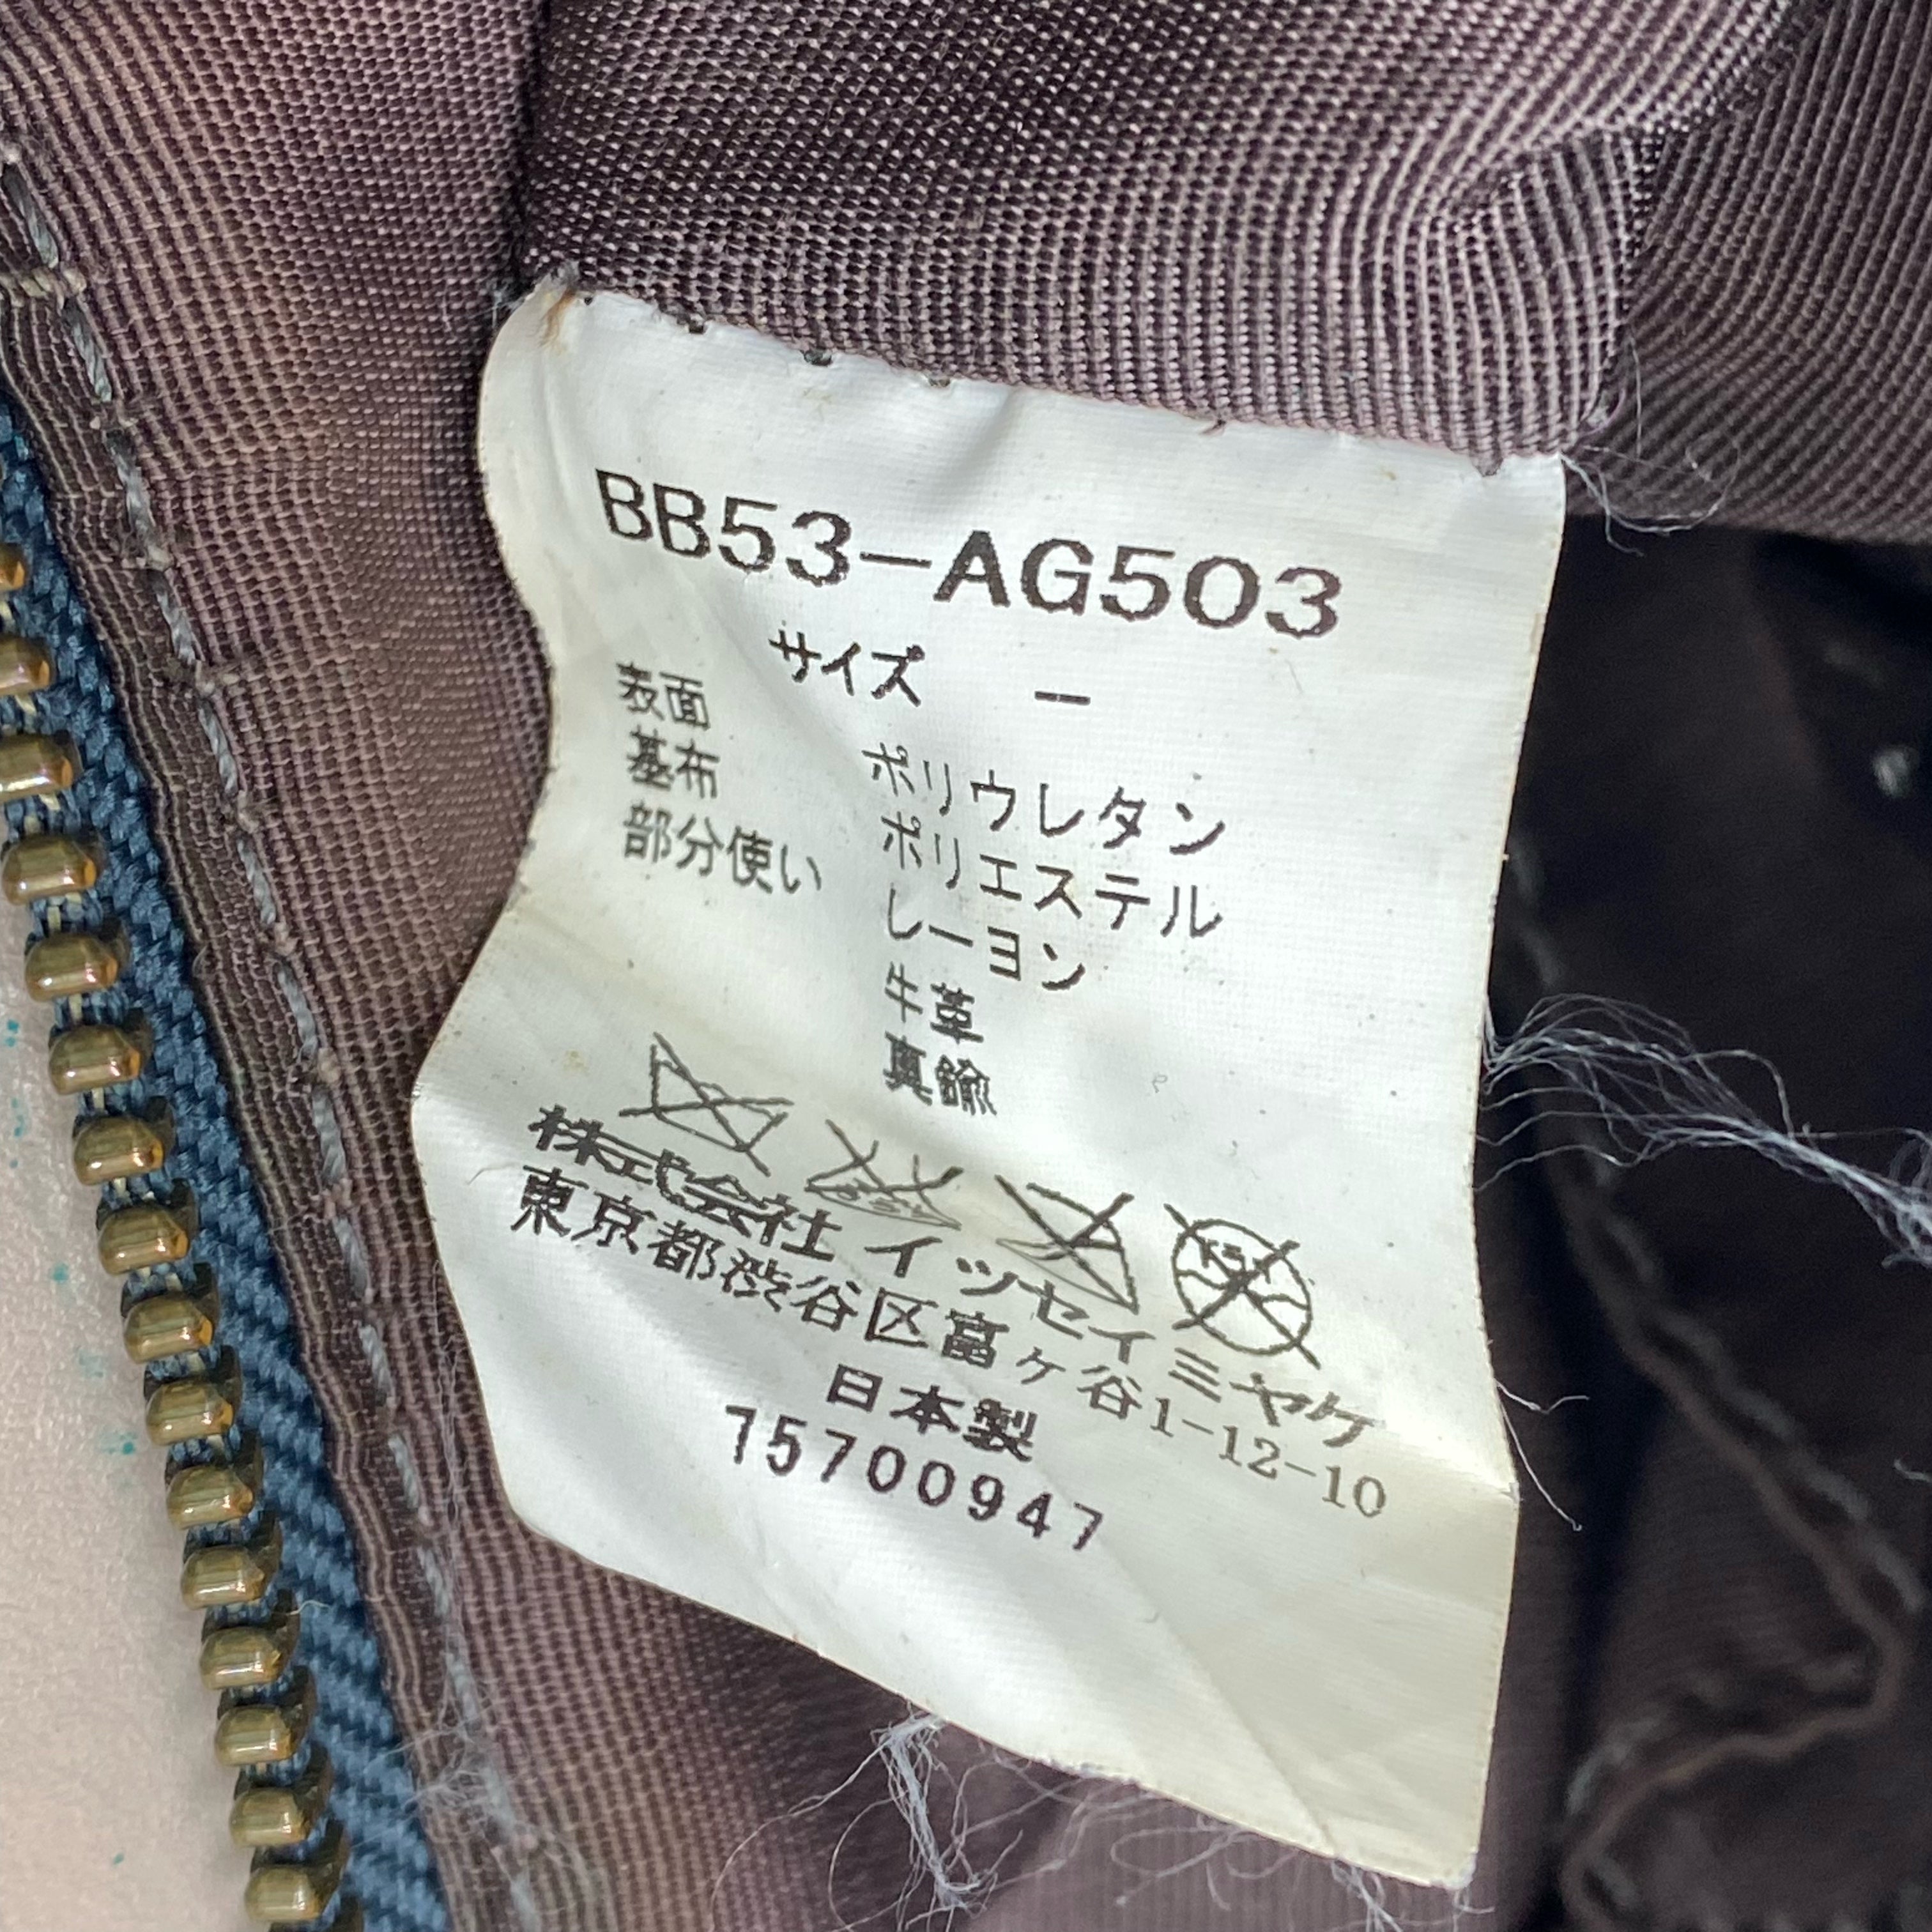 BB53-AG503
サイズ -
表面 ポリウレタン
基布 ポリエステル
部分使い レーヨン
牛革
真鍮
株式会社 イッセイミヤケ
東京都渋谷区富ヶ谷1-12-10
日本製
75700947